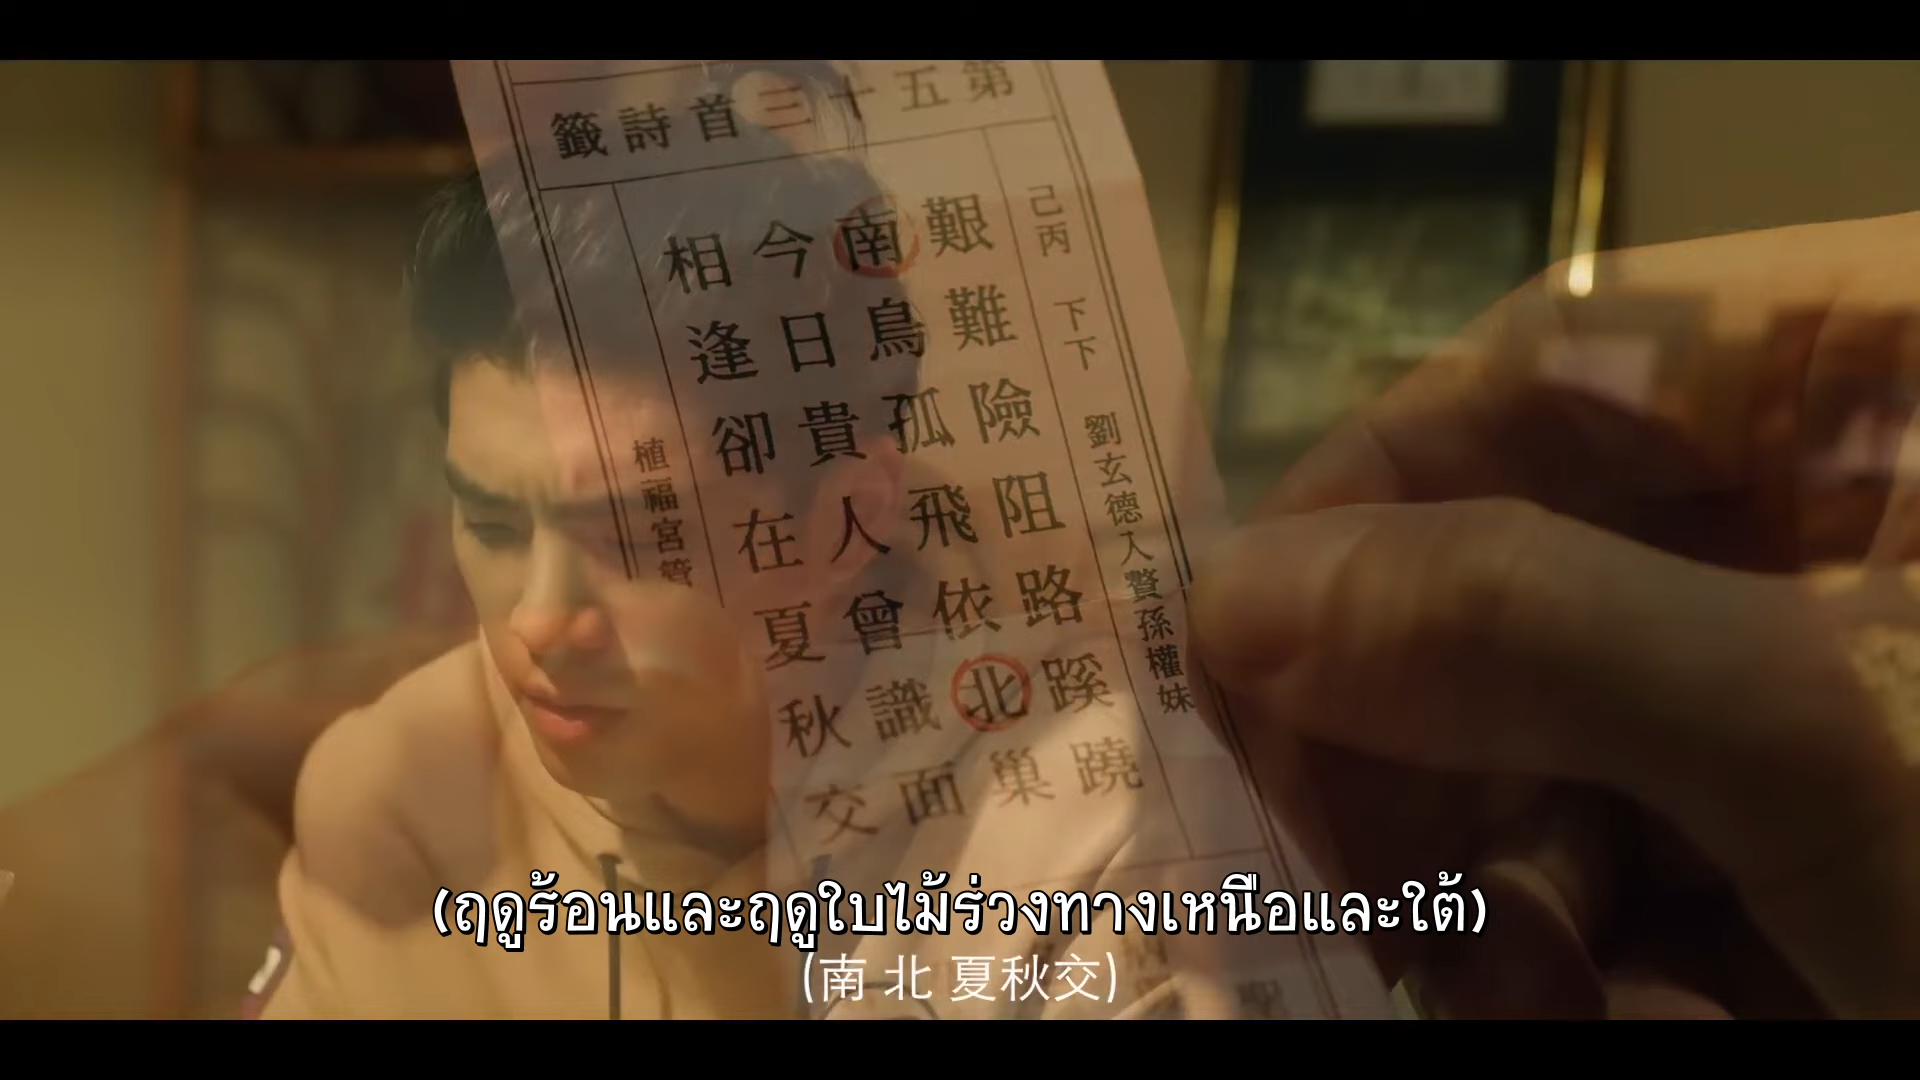 第五十三首詩籤
己丙 下下 劉玄德入贅孫權妹
艱難險阻路蹊蹺
南鳥孤飛依北巢
今日貴人曾識面
相逢卻在夏秋交
植福宮管
(ฤดูร้อนและฤดูใบไม้ร่วงทางเหนือและใต้)
(南 北 夏秋交)